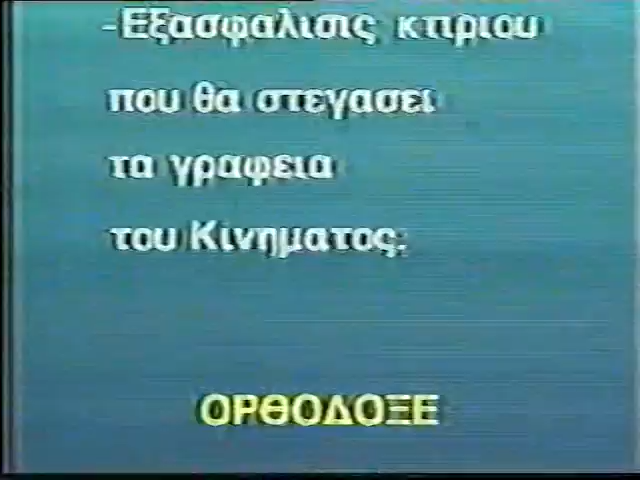 -Εξασφαλισις κτιριου
που θα στεγασει
τα γραφεια
του Κινηματος.
ΟΡΘΟΔΟΞΕ